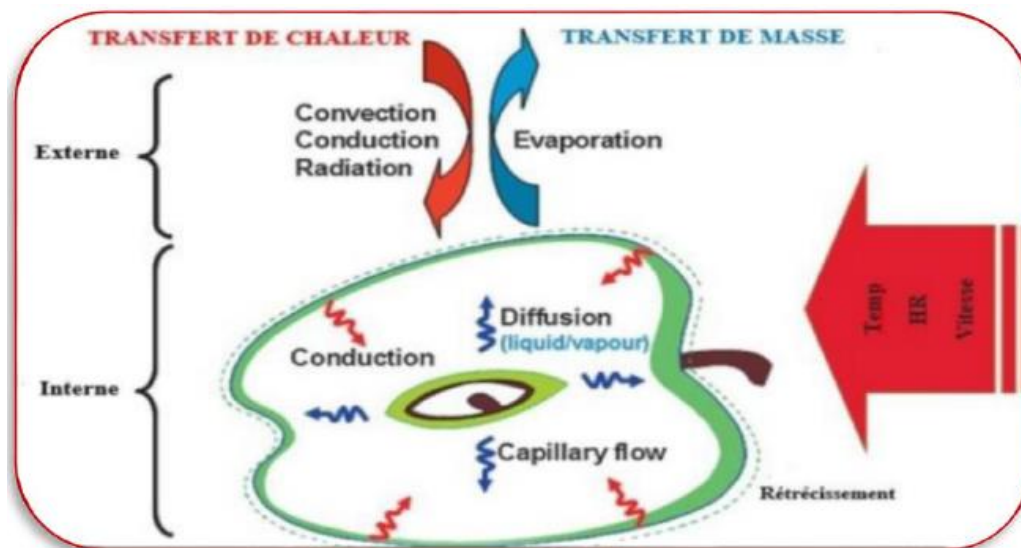 TRANSFERT DE CHALEUR
TRANSFERT DE MASSE
Externe
Convection
Conduction
Radiation
Evaporation
Interne
Conduction
Diffusion
(liquid/vapour)
Capillary flow
Temp
HR
Vitesse
Rétrécissement